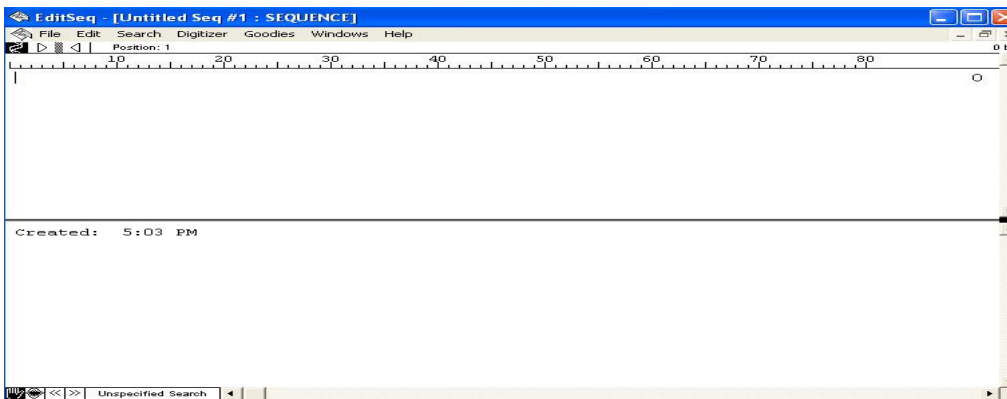 EditSeq - [Untitled Seq #1 : SEQUENCE]
File Edit Search Digitizer Goodies Windows Help
Position: 1
10 20 30 40 50 60 70 80
0
Created: 5:03 PM
<< >> Unspecified Search